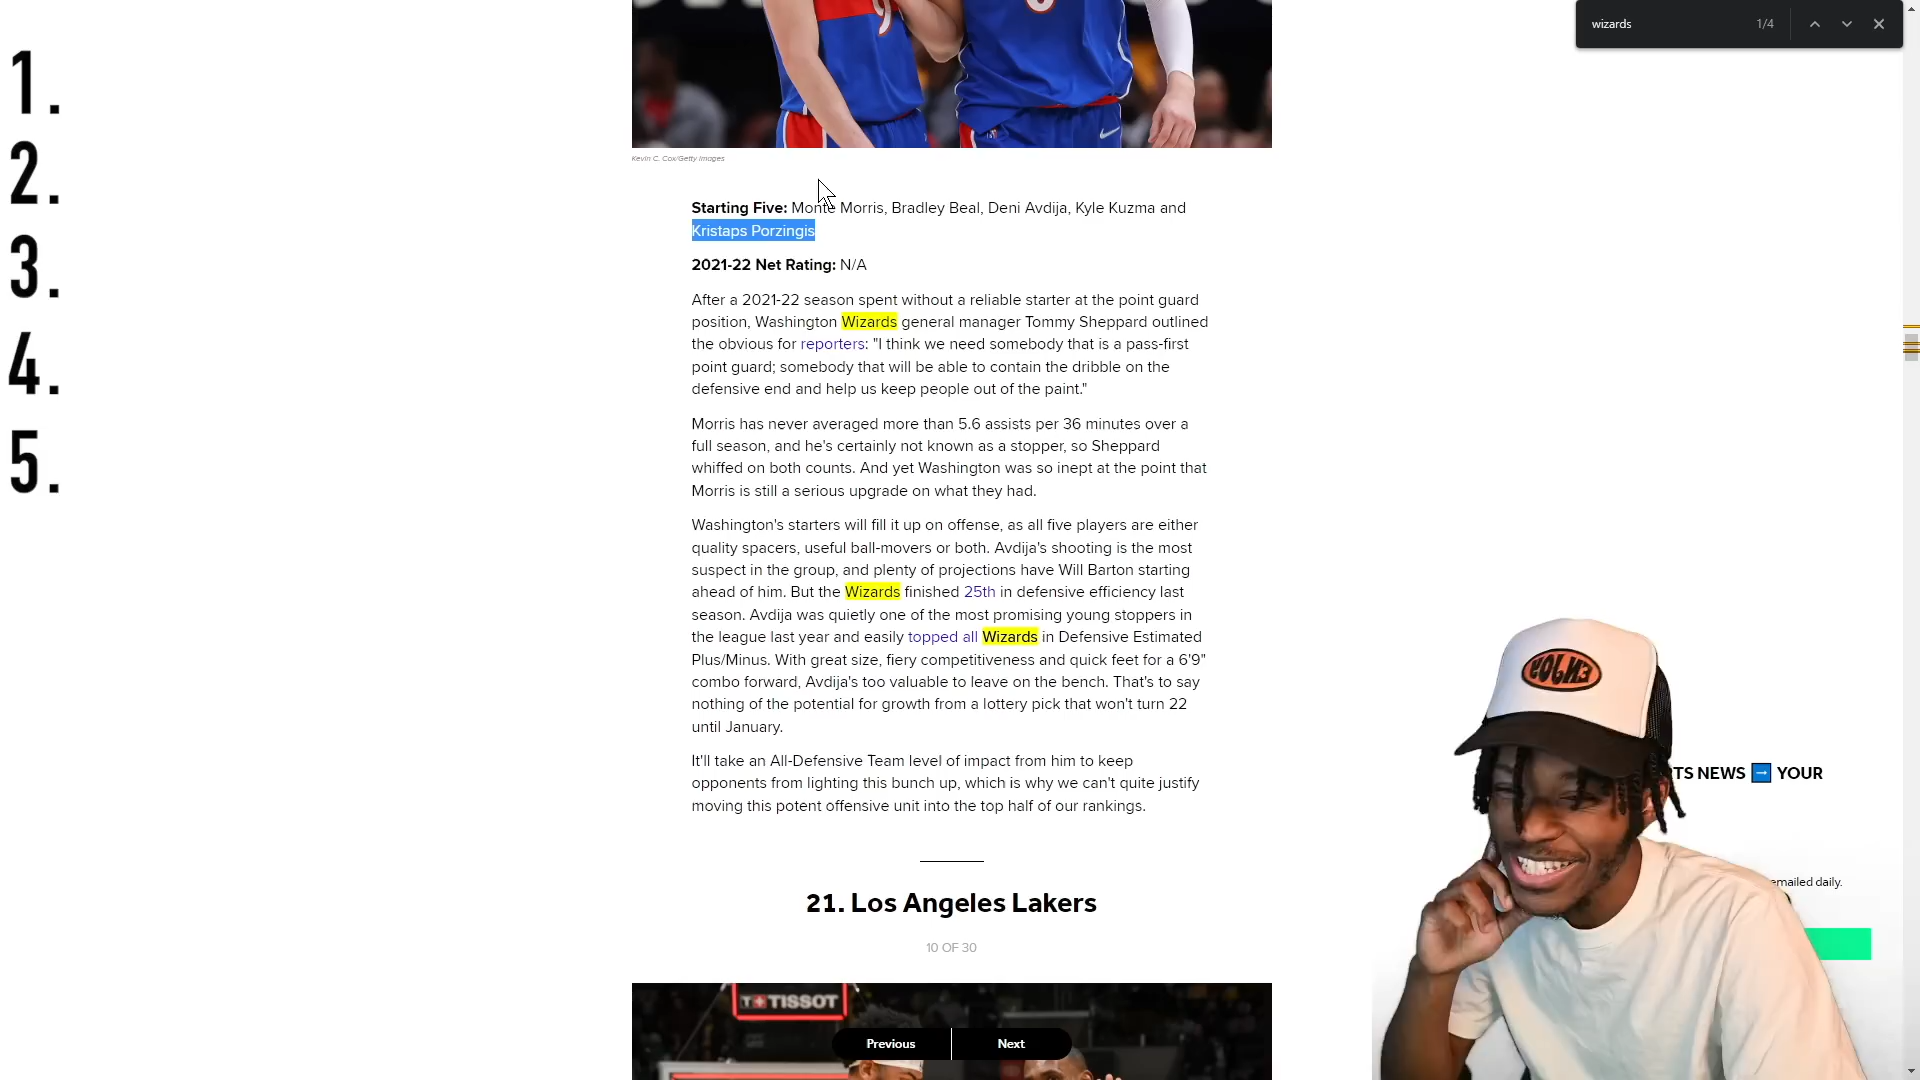 wizards 1/4
1.
2.
3.
4.
5.
Kevin C. Cox/Getty Images
Starting Five: Monte Morris, Bradley Beal, Deni Avdija, Kyle Kuzma and
Kristaps Porzingis
2021-22 Net Rating: N/A
After a 2021-22 season spent without a reliable starter at the point guard
position, Washington Wizards general manager Tommy Sheppard outlined
the obvious for reporters: "I think we need somebody that is a pass-first
point guard; somebody that will be able to contain the dribble on the
defensive end and help us keep people out of the paint."
Morris has never averaged more than 5.6 assists per 36 minutes over a
full season, and he's certainly not known as a stopper, so Sheppard
whiffed on both counts. And yet Washington was so inept at the point that
Morris is still a serious upgrade on what they had.
Washington's starters will fill it up on offense, as all five players are either
quality spacers, useful ball-movers or both. Avdija's shooting is the most
suspect in the group, and plenty of projections have Will Barton starting
ahead of him. But the Wizards finished 25th in defensive efficiency last
season. Avdija was quietly one of the most promising young stoppers in
the league last year and easily topped all Wizards in Defensive Estimated
Plus/Minus. With great size, fiery competitiveness and quick feet for a 6'9"
combo forward, Avdija's too valuable to leave on the bench. That's to say
nothing of the potential for growth from a lottery pick that won't turn 22
until January.
It'll take an All-Defensive Team level of impact from him to keep
opponents from lighting this bunch up, which is why we can't quite justify
moving this potent offensive unit into the top half of our rankings.
TS NEWS ➡ YOUR
emailed daily.
21. Los Angeles Lakers
10 OF 30
T+TISSOT
Previous Next